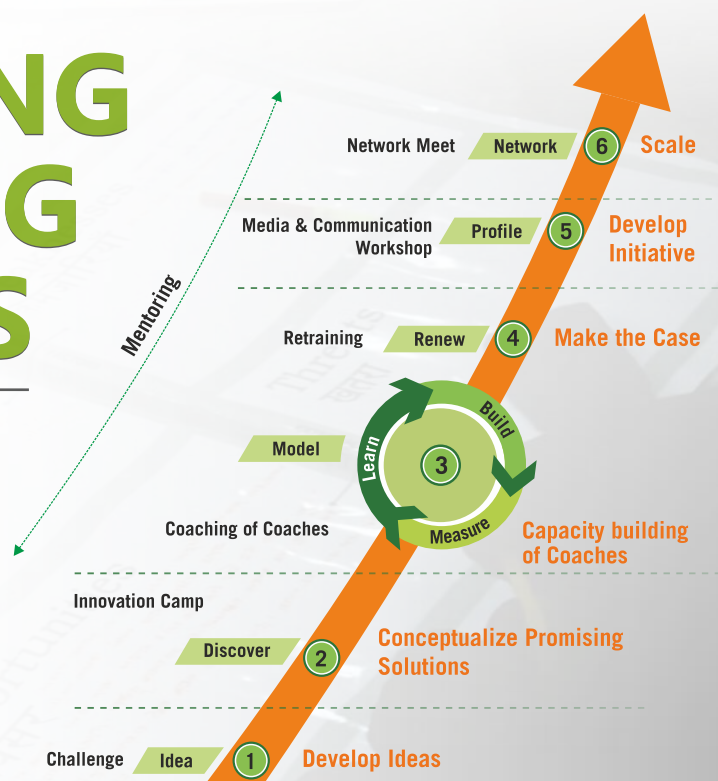 NG
G
S
Mentoring
Network Meet
Network
6
Scale
Media & Communication
Workshop
Profile
5
Develop
Initiative
Retraining
Renew
4
Make the Case
Model
Learn
Build
Measure
3
Coaching of Coaches
Capacity building
of Coaches
Innovation Camp
Discover
2
Conceptualize Promising
Solutions
Challenge
Idea
1
Develop Ideas